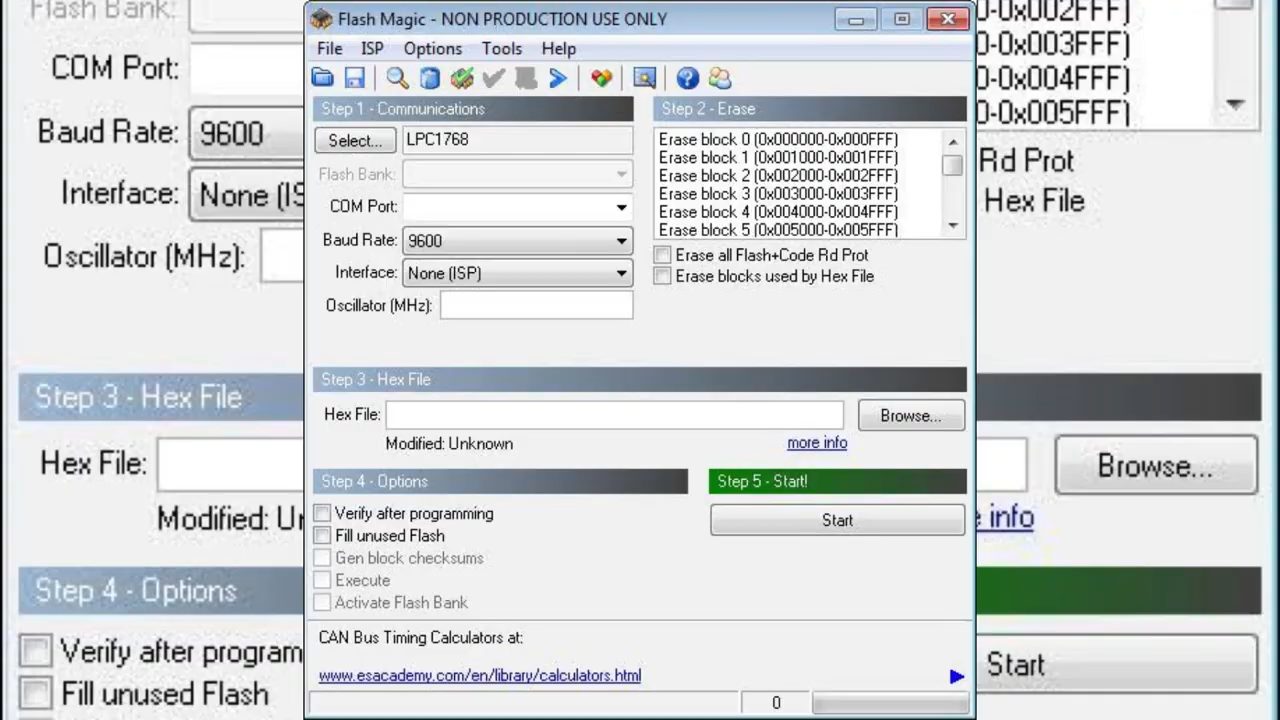 Flash Magic - NON PRODUCTION USE ONLY
File ISP Options Tools Help
Step 1 - Communications
Select... LPC1768
Flash Bank:
COM Port:
Baud Rate: 9600
Interface: None (ISP)
Oscillator (MHz):
Step 2 - Erase
Erase block 0 (0x000000-0x000FFF)
Erase block 1 (0x001000-0x001FFF)
Erase block 2 (0x002000-0x002FFF)
Erase block 3 (0x003000-0x003FFF)
Erase block 4 (0x004000-0x004FFF)
Erase block 5 (0x005000-0x005FFF)
Erase all Flash+Code Rd Prot
Erase blocks used by Hex File
Step 3 - Hex File
Hex File: Browse...
Modified: Unknown more info
Step 4 - Options
Verify after programming
Fill unused Flash
Gen block checksums
Execute
Activate Flash Bank
Step 5 - Start!
Start
CAN Bus Timing Calculators at:
www.esacademy.com/en/library/calculators.html
0
Flash Bank:
COM Port:
Baud Rate: 9600
Interface: None (IS
Oscillator (MHz):
Step 3 - Hex File
Hex File:
Modified: Un
Step 4 - Options
Verify after program
Fill unused Flash
0-0x002FFF)
0-0x003FFF)
0-0x004FFF)
0-0x005FFF)
Rd Prot
Hex File
Browse...
e info
Start